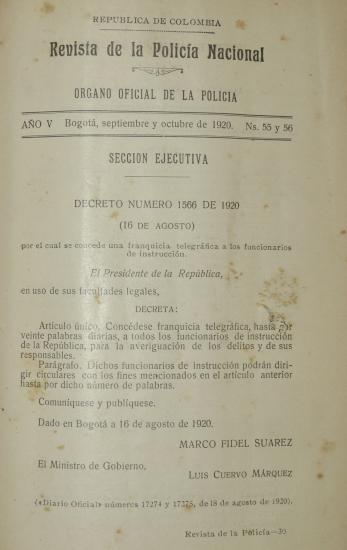 REPUBLICA DE COLOMBIA
Revista de la Policía Nacional
ORGANO OFICIAL DE LA POLICIA
AÑO V Bogotá, septiembre y octubre de 1920. Ns. 55 y 56
SECCION EJECUTIVA
DECRETO NUMERO 1566 DE 1920
(16 DE AGOSTO)
por el cual se concede una franquicia telegráfica a los funcionarios
de instrucción.
El Presidente de la República,
en uso de sus facultades legales,
DECRETA:
Artículo único. Concédese franquicia telegráfica, hasta por
veinte palabras diarias, a todos los funcionarios de instrucción
de la República, para la averiguación de los delitos y de sus
responsables.
Parágrafo. Dichos funcionarios de instrucción podrán diri-
gir circulares con los fines mencionados en el artículo anterior
hasta por dicho número de palabras.
Comuníquese y publíquese.
Dado en Bogotá a 16 de agosto de 1920.
MARCO FIDEL SUAREZ
El Ministro de Gobierno,
LUIS CUERVO MÁRQUEZ
(«Diario Oficial» números 17274 y 17275, de 18 de agosto de 1920).
Revista de la Policía—30